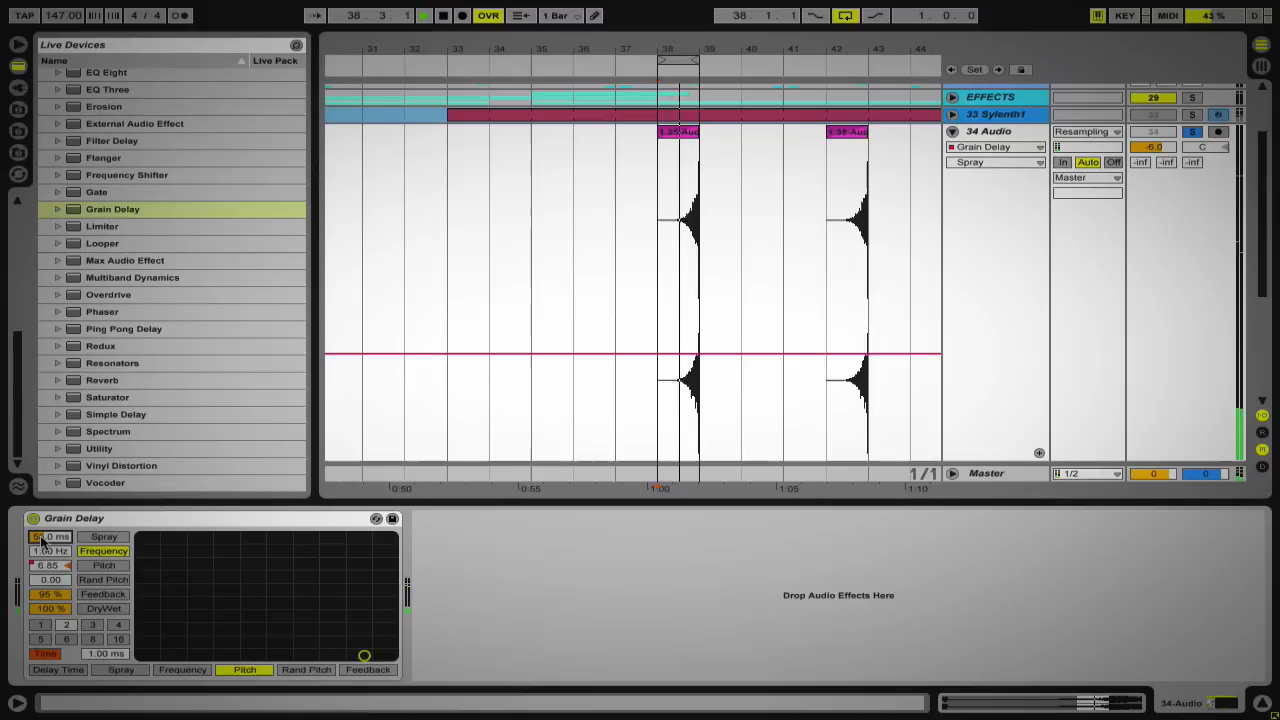 TAP 147.00 4 / 4 38. 3. 1 OVR 1 Bar 38. 1. 1 1. 0. 0 KEY MIDI 43 % D
Live Devices
Name Live Pack
EQ Eight
EQ Three
Erosion
External Audio Effect
Filter Delay
Flanger
Frequency Shifter
Gate
Grain Delay
Limiter
Looper
Max Audio Effect
Multiband Dynamics
Overdrive
Phaser
Ping Pong Delay
Redux
Resonators
Reverb
Saturator
Simple Delay
Spectrum
Utility
Vinyl Distortion
Vocoder
31 32 33 34 35 36 37 38 39 40 41 42 43 44
Set
EFFECTS 29 S
33 Sylenth1 33 S
34 Audio Resampling 34 S
Grain Delay -6.0 C
Spray In Auto Off -inf -inf -inf
Master
1/1 Master 1/2 0 0
0:50 0:55 1:00 1:05 1:10
Grain Delay
.0 ms Spray
1.00 Hz Frequency
6.85 Pitch
0.00 Rand Pitch
95 % Feedback
100 % DryWet
1 2 3 4
5 6 8 16
Time 1.00 ms
Delay Time Spray Frequency Pitch Rand Pitch Feedback
Drop Audio Effects Here
34-Audio